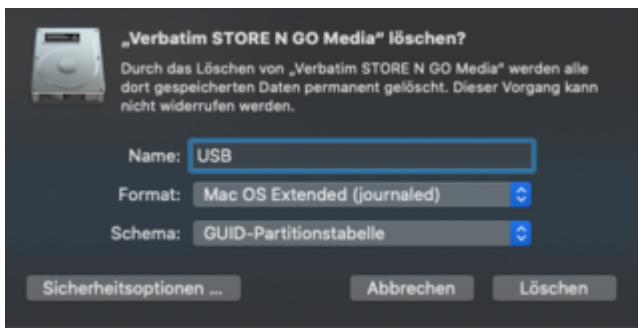 „Verbatim STORE N GO Media“ löschen?
Durch das Löschen von „Verbatim STORE N GO Media“ werden alle
dort gespeicherten Daten permanent gelöscht. Dieser Vorgang kann
nicht widerrufen werden.
Name: USB
Format: Mac OS Extended (journaled)
Schema: GUID-Partitionstabelle
Sicherheitsoptionen ... Abbrechen Löschen